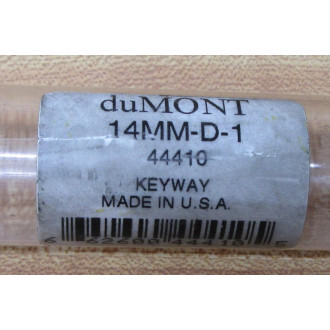 duMONT
14MM-D-1
44410
KEYWAY
MADE IN U.S.A.